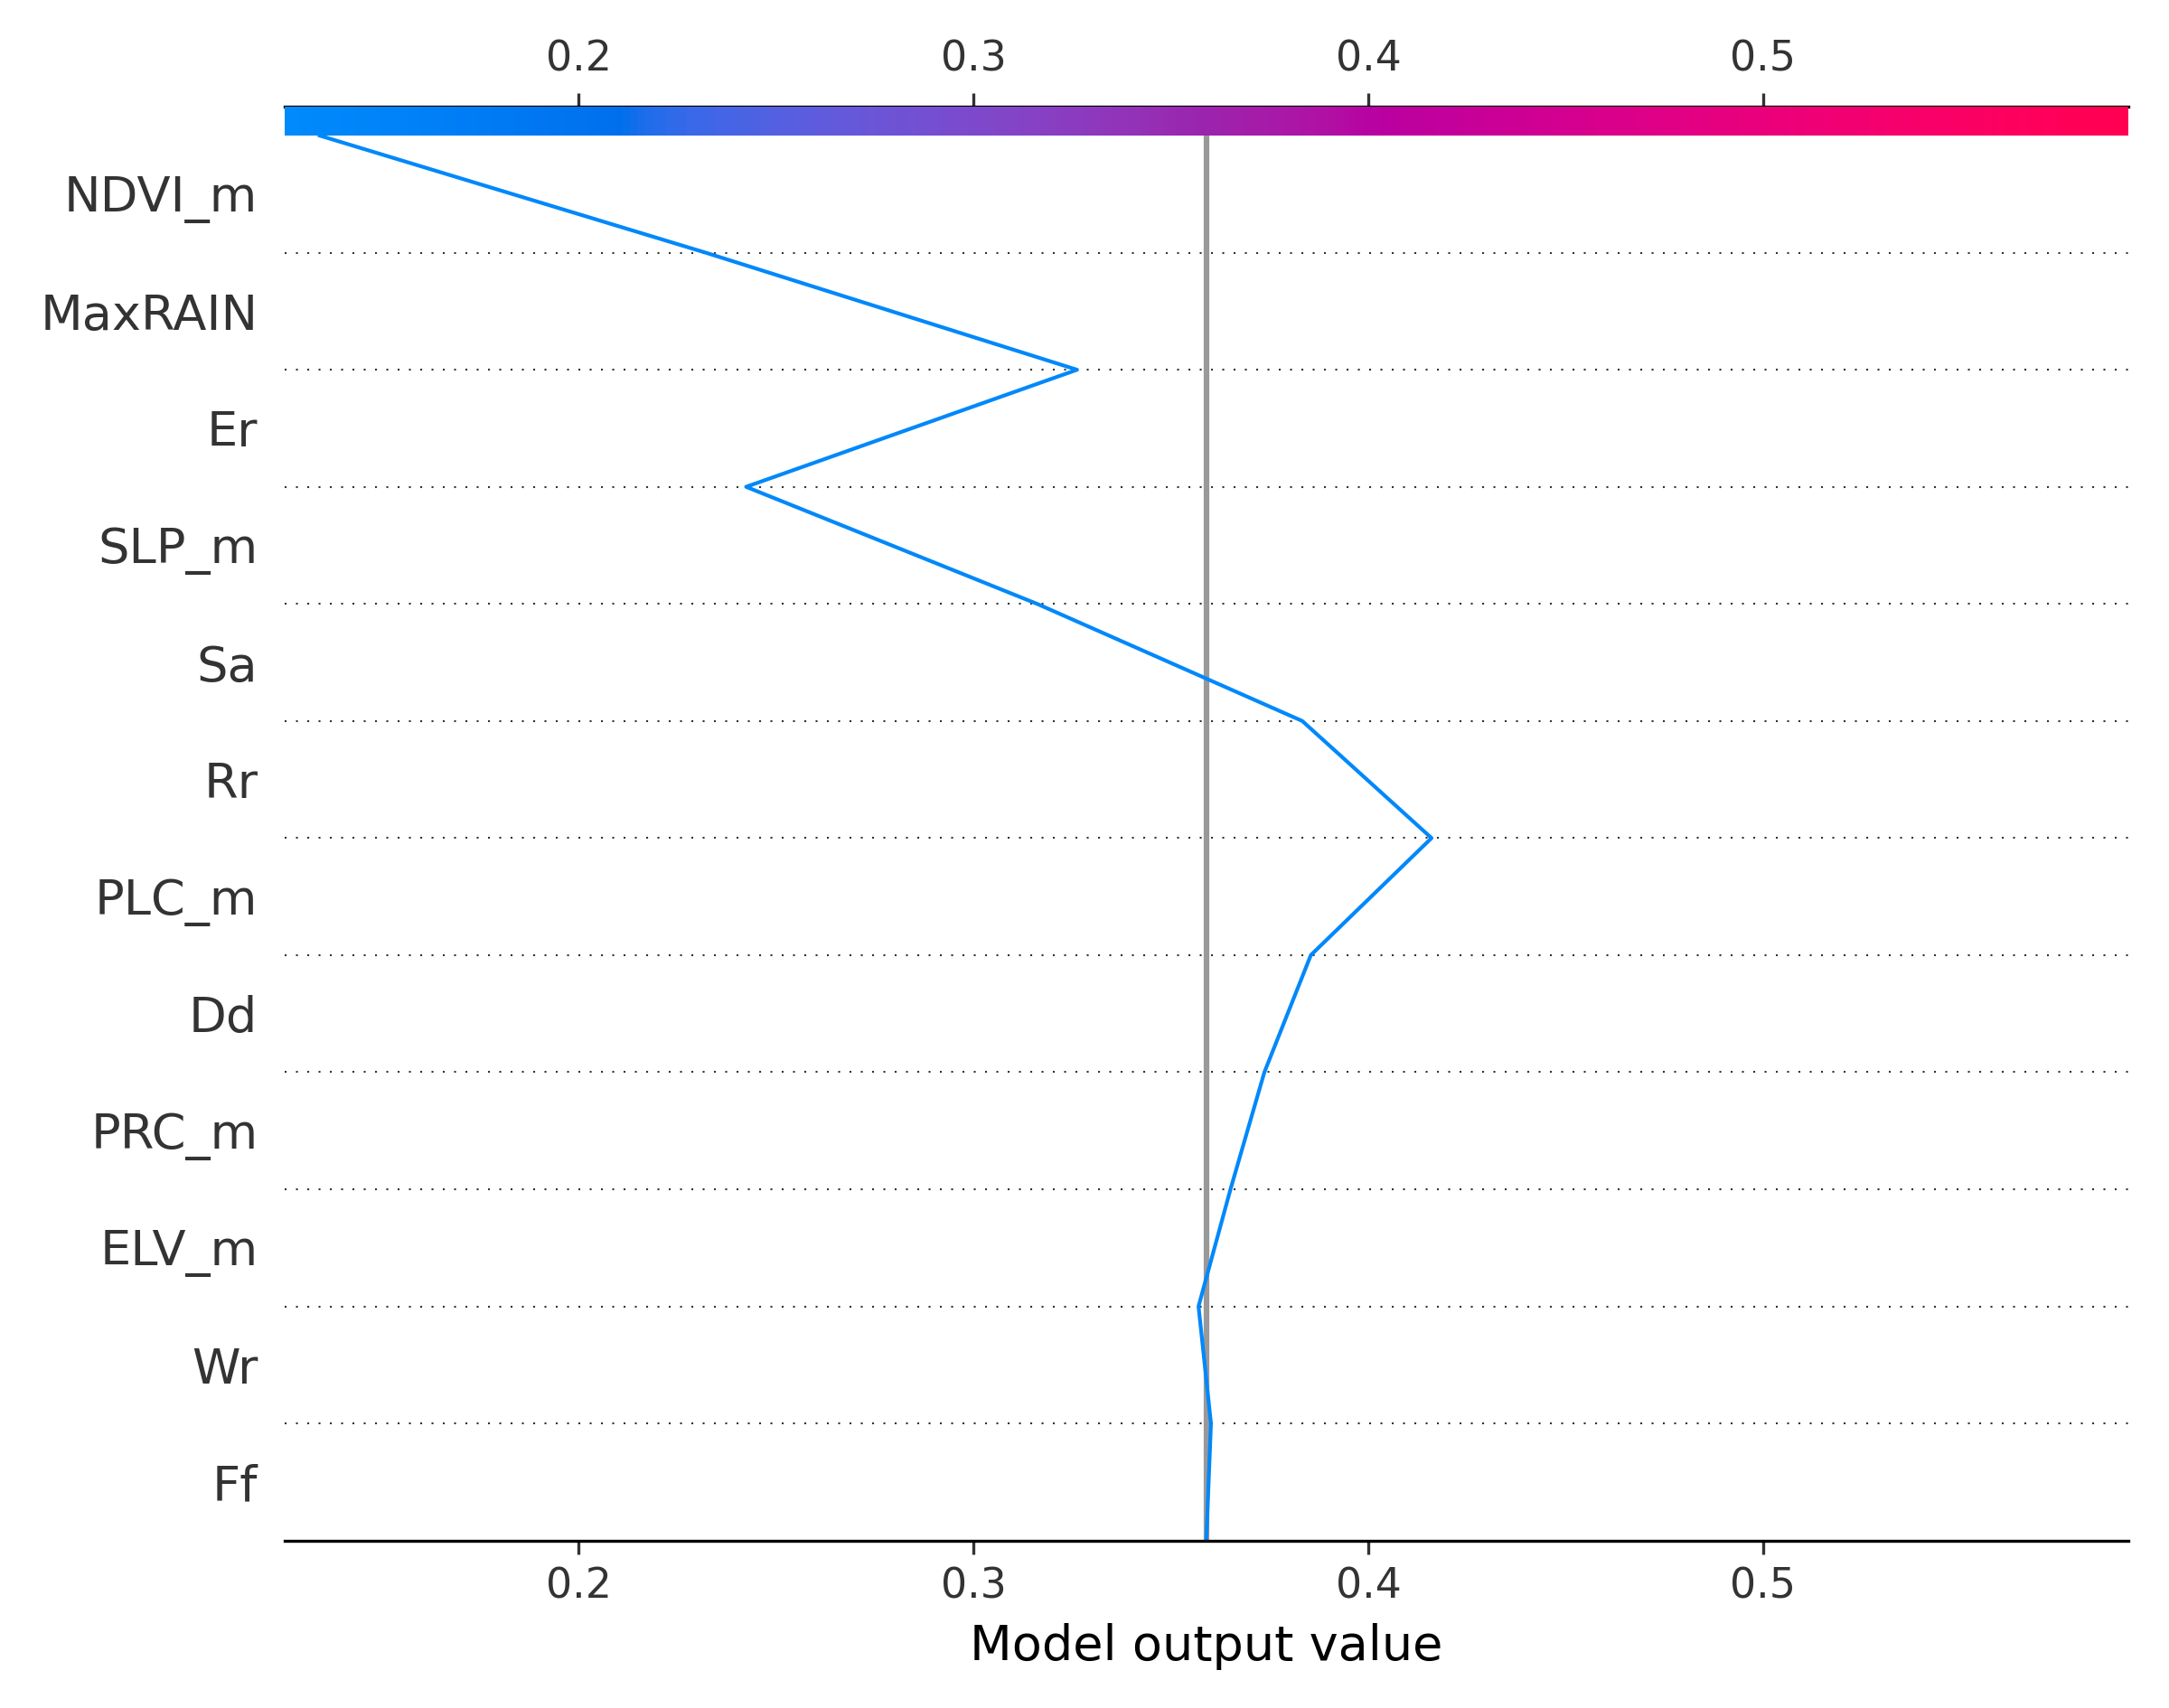 0.2 0.3 0.4 0.5
NDVI_m
MaxRAIN
Er
SLP_m
Sa
Rr
PLC_m
Dd
PRC_m
ELV_m
Wr
Ff
0.2 0.3 0.4 0.5
Model output value